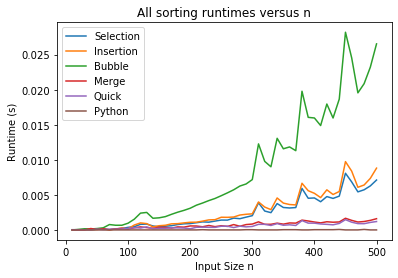 All sorting runtimes versus n
Selection
Insertion
Bubble
Merge
Quick
Python
Runtime (s)
0.025
0.020
0.015
0.010
0.005
0.000
0 100 200 300 400 500
Input Size n